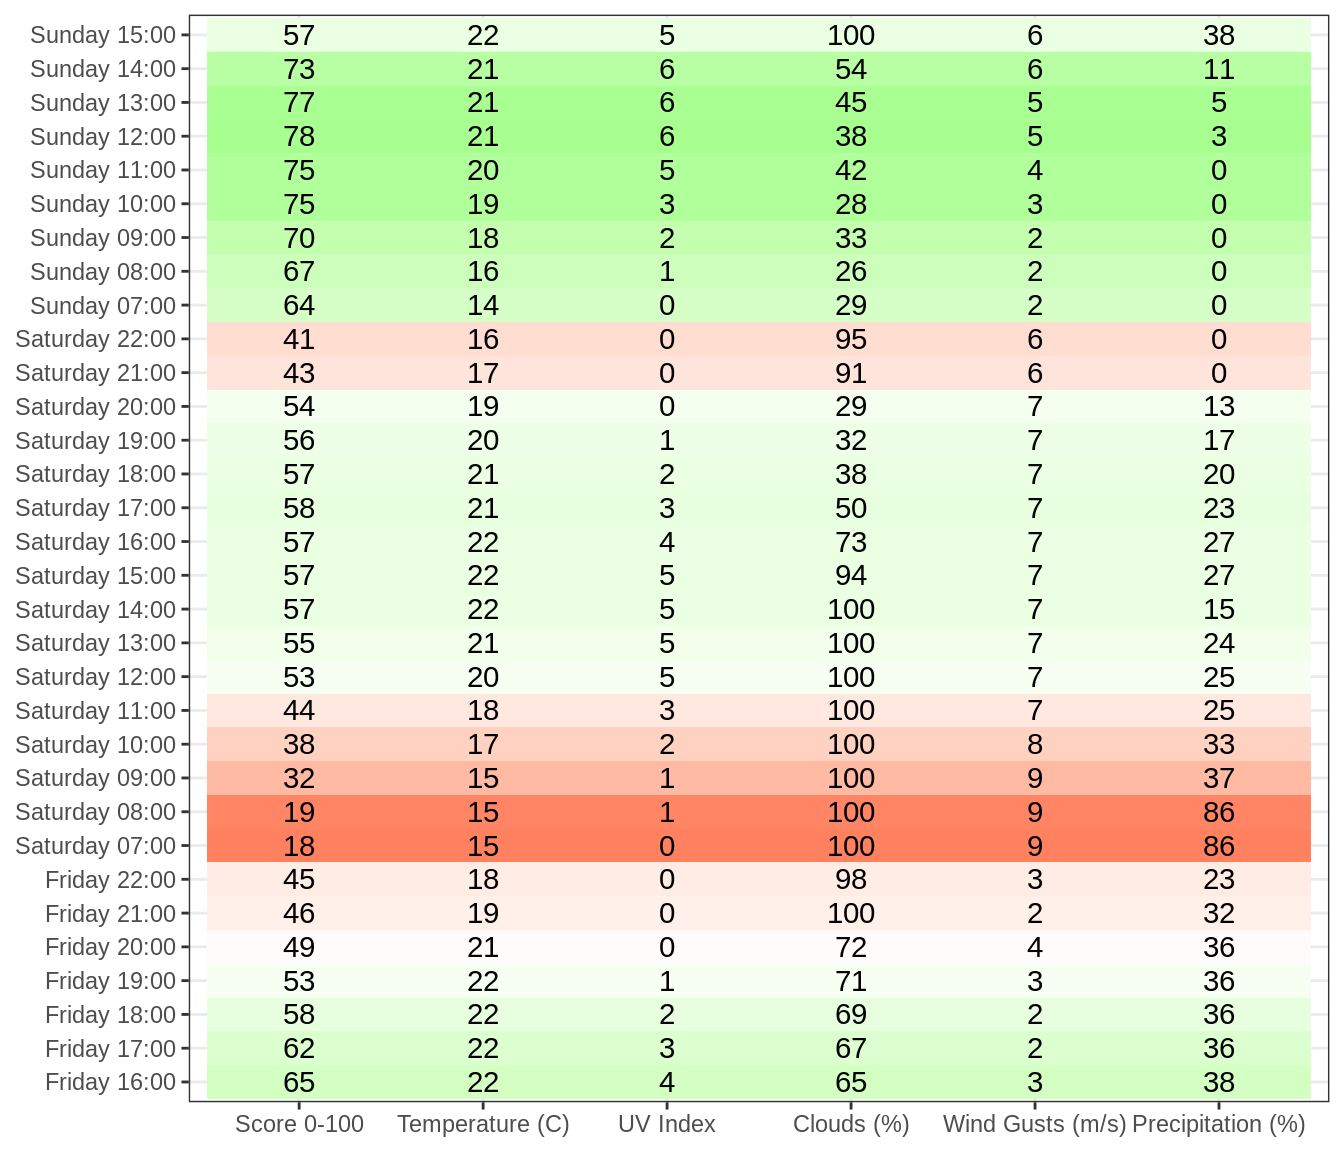 Sunday 15:00 57 22 5 100 6 38
Sunday 14:00 73 21 6 54 6 11
Sunday 13:00 77 21 6 45 5 5
Sunday 12:00 78 21 6 38 5 3
Sunday 11:00 75 20 5 42 4 0
Sunday 10:00 75 19 3 28 3 0
Sunday 09:00 70 18 2 33 2 0
Sunday 08:00 67 16 1 26 2 0
Sunday 07:00 64 14 0 29 2 0
Saturday 22:00 41 16 0 95 6 0
Saturday 21:00 43 17 0 91 6 0
Saturday 20:00 54 19 0 29 7 13
Saturday 19:00 56 20 1 32 7 17
Saturday 18:00 57 21 2 38 7 20
Saturday 17:00 58 21 3 50 7 23
Saturday 16:00 57 22 4 73 7 27
Saturday 15:00 57 22 5 94 7 27
Saturday 14:00 57 22 5 100 7 15
Saturday 13:00 55 21 5 100 7 24
Saturday 12:00 53 20 5 100 7 25
Saturday 11:00 44 18 3 100 7 25
Saturday 10:00 38 17 2 100 8 33
Saturday 09:00 32 15 1 100 9 37
Saturday 08:00 19 15 1 100 9 86
Saturday 07:00 18 15 0 100 9 86
Friday 22:00 45 18 0 98 3 23
Friday 21:00 46 19 0 100 2 32
Friday 20:00 49 21 0 72 4 36
Friday 19:00 53 22 1 71 3 36
Friday 18:00 58 22 2 69 2 36
Friday 17:00 62 22 3 67 2 36
Friday 16:00 65 22 4 65 3 38
Score 0-100 Temperature (C) UV Index Clouds (%) Wind Gusts (m/s) Precipitation (%)